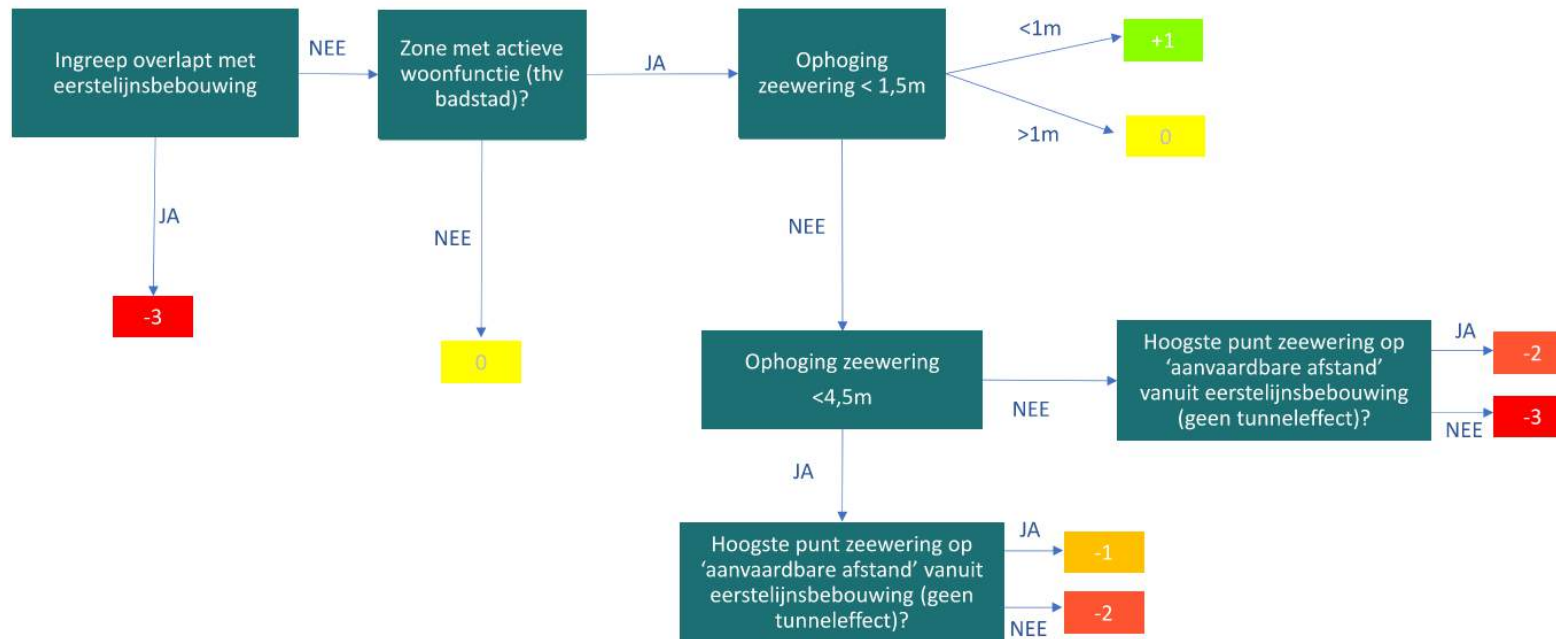 Ingreep overlapt met
eerstelijnsbebouwing
NEE
Zone met actieve
woonfunctie (thv
badstad)?
JA
Ophoging
zeewering < 1,5m
<1m
+1
>1m
0
JA
-3
NEE
0
NEE
Ophoging zeewering
<4,5m
NEE
Hoogste punt zeewering op
‘aanvaardbare afstand’
vanuit eerstelijnsbebouwing
(geen tunneleffect)?
JA
-2
NEE
-3
JA
Hoogste punt zeewering op
‘aanvaardbare afstand’ vanuit
eerstelijnsbebouwing (geen
tunneleffect)?
JA
-1
NEE
-2